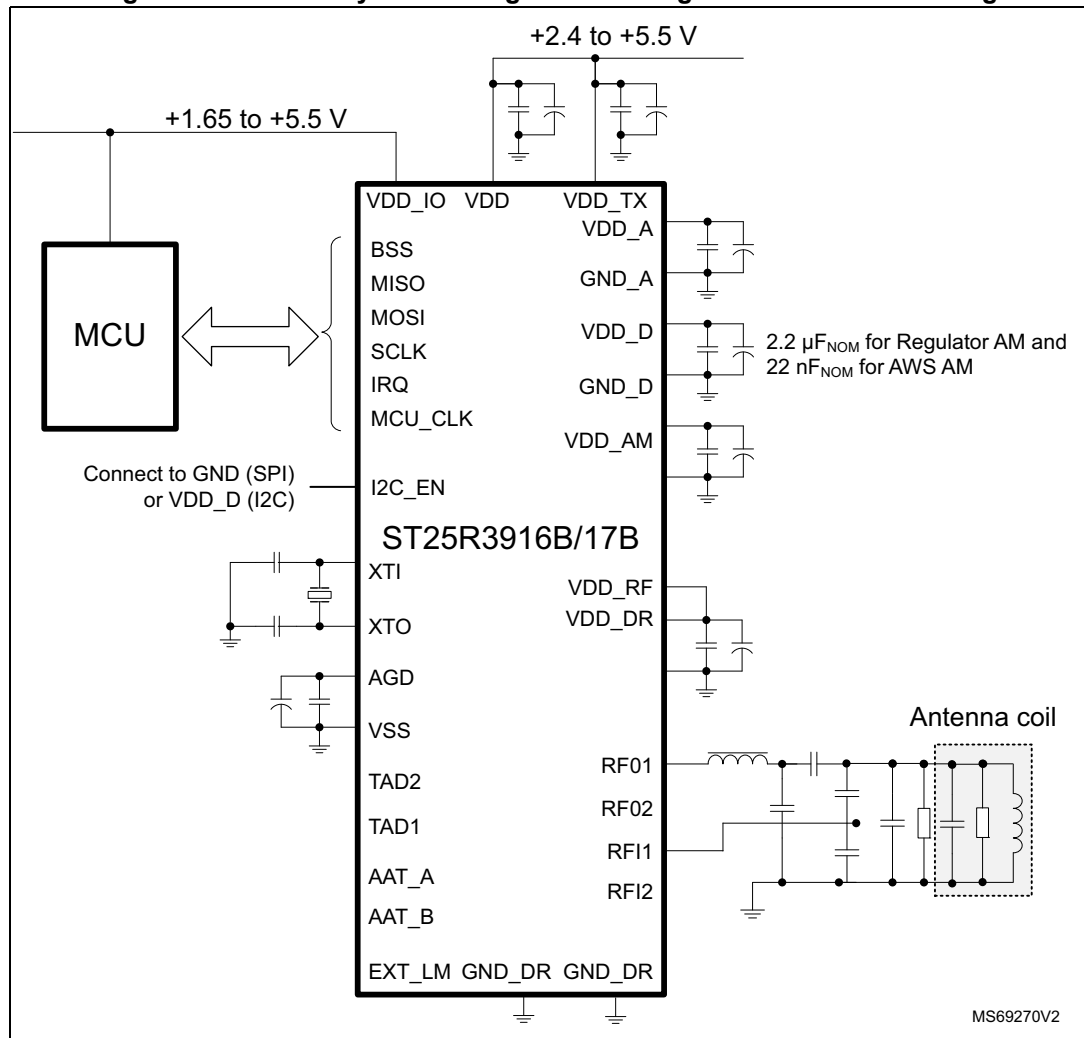 +2.4 to +5.5 V
+1.65 to +5.5 V
VDD_IO VDD VDD_TX
VDD_A
BSS
GND_A
MISO
MCU
MOSI
VDD_D
SCLK
2.2 µFNOM for Regulator AM and
22 nFNOM for AWS AM
IRQ
GND_D
MCU_CLK
VDD_AM
Connect to GND (SPI)
or VDD_D (I2C)
I2C_EN
ST25R3916B/17B
XTI
VDD_RF
XTO
VDD_DR
AGD
VSS
Antenna coil
RF01
TAD2
RF02
TAD1
RFI1
AAT_A
RFI2
AAT_B
EXT_LM GND_DR GND_DR
MS69270V2